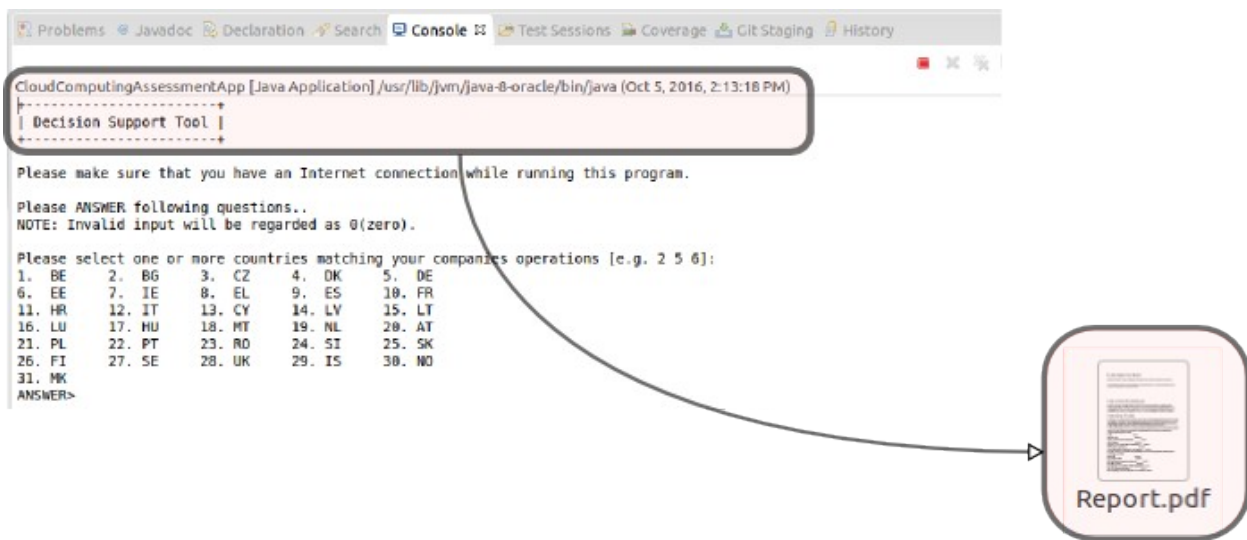 Problems Javadoc Declaration Search Console Test Sessions Coverage Git Staging History
CloudComputingAssessmentApp [Java Application] /usr/lib/jvm/java-8-oracle/bin/java (Oct 5, 2016, 2:13:18 PM)
+-----------------------+
| Decision Support Tool |
+-----------------------+
Please make sure that you have an Internet connection while running this program.
Please ANSWER following questions..
NOTE: Invalid input will be regarded as 0(zero).
Please select one or more countries matching your companies operations [e.g. 2 5 6]:
1. BE 2. BG 3. CZ 4. DK 5. DE
6. EE 7. IE 8. EL 9. ES 10. FR
11. HR 12. IT 13. CY 14. LV 15. LT
16. LU 17. HU 18. MT 19. NL 20. AT
21. PL 22. PT 23. RO 24. SI 25. SK
26. FI 27. SE 28. UK 29. IS 30. NO
31. MK
ANSWER>
Report.pdf